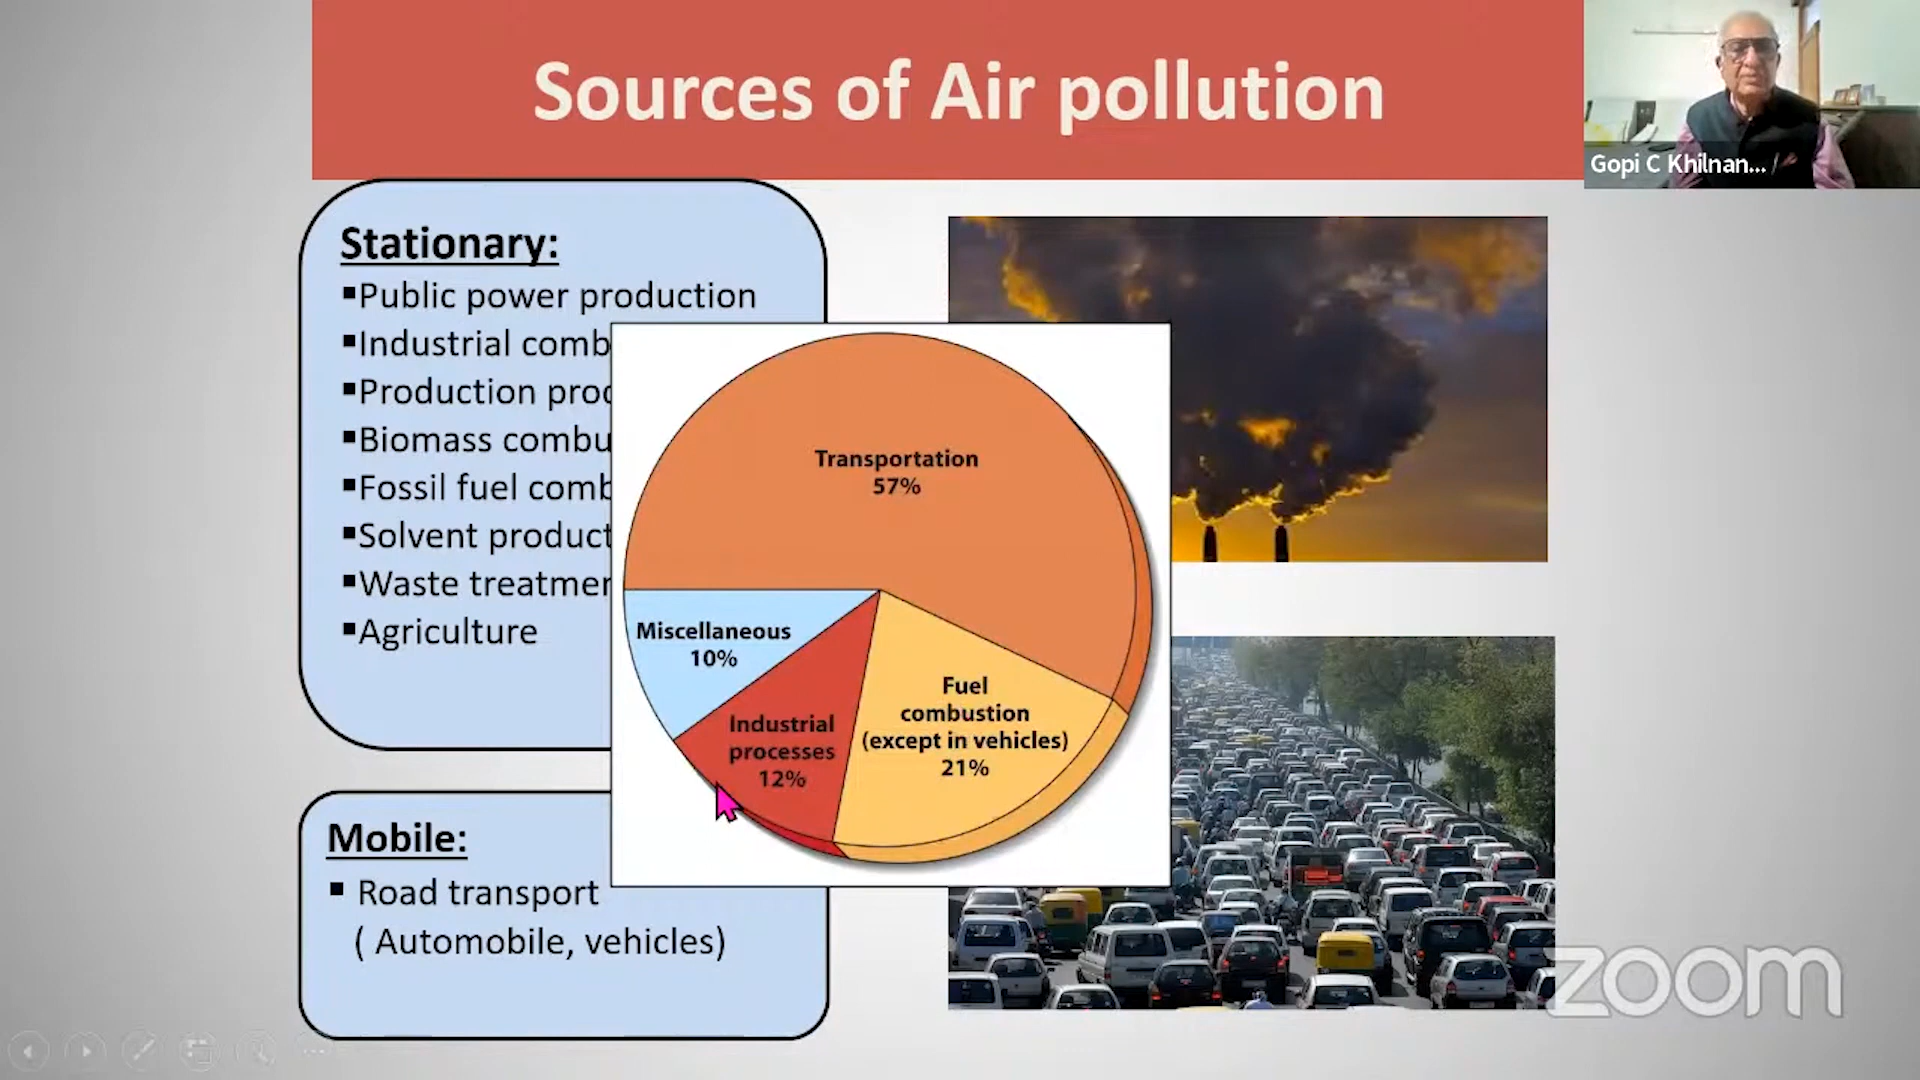 Sources of Air pollution
Gopi C Khilnan...
Stationary:
▪Public power production
▪Industrial comb
▪Production proc
▪Biomass combu
▪Fossil fuel comb
▪Solvent product
▪Waste treatmer
▪Agriculture
Transportation
57%
Miscellaneous
10%
Industrial
processes
12%
Fuel
combustion
(except in vehicles)
21%
Mobile:
▪ Road transport
( Automobile, vehicles)
zoom